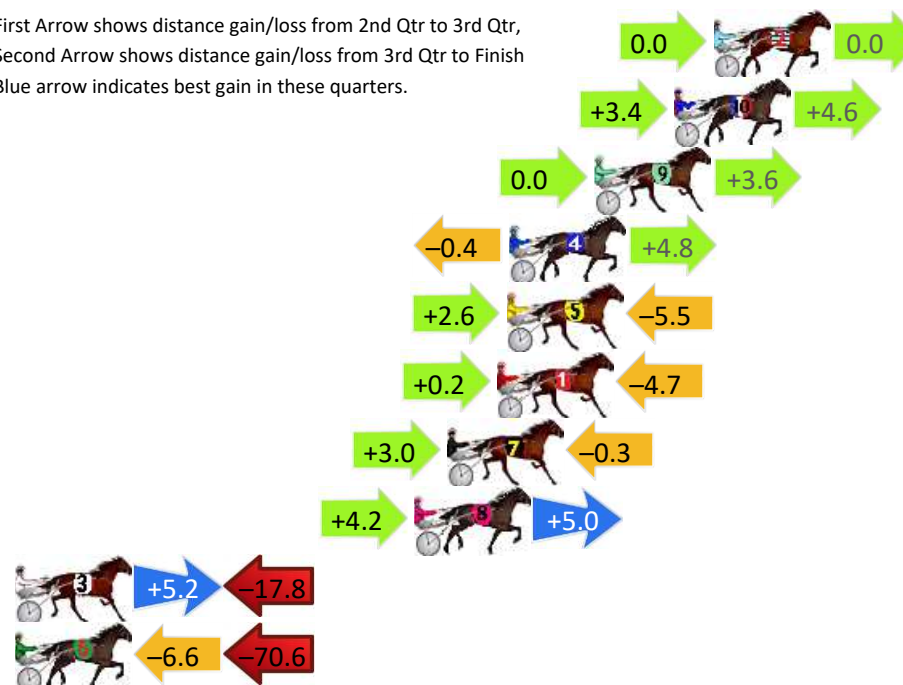 First Arrow shows distance gain/loss from 2nd Qtr to 3rd Qtr,
Second Arrow shows distance gain/loss from 3rd Qtr to Finish
Blue arrow indicates best gain in these quarters.
0.0 2 0.0
+3.4 10 +4.6
0.0 9 +3.6
–0.4 4 +4.8
+2.6 5 –5.5
+0.2 1 –4.7
+3.0 7 –0.3
+4.2 8 +5.0
3 +5.2 –17.8
6 –6.6 –70.6